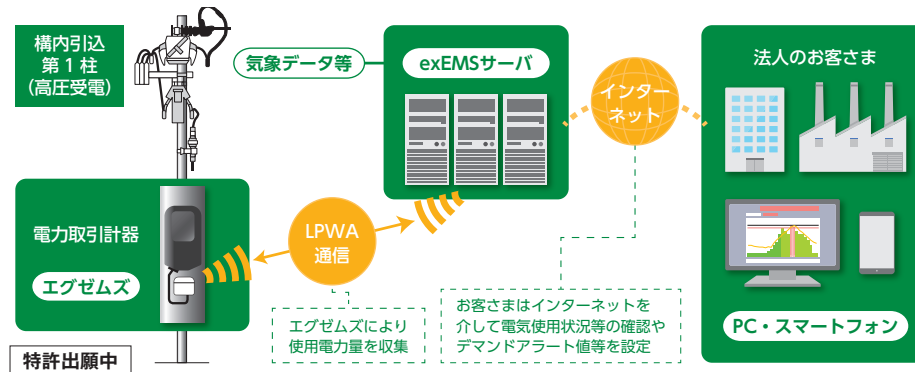 構内引込
第1柱
(高圧受電)
気象データ等
exEMSサーバ
インター
ネット
法人のお客さま
電力取引計器
エグゼムズ
LPWA
通信
エグゼムズにより
使用電力量を収集
お客さまはインターネットを
介して電気使用状況等の確認や
デマンドアラート値等を設定
PC・スマートフォン
特許出願中